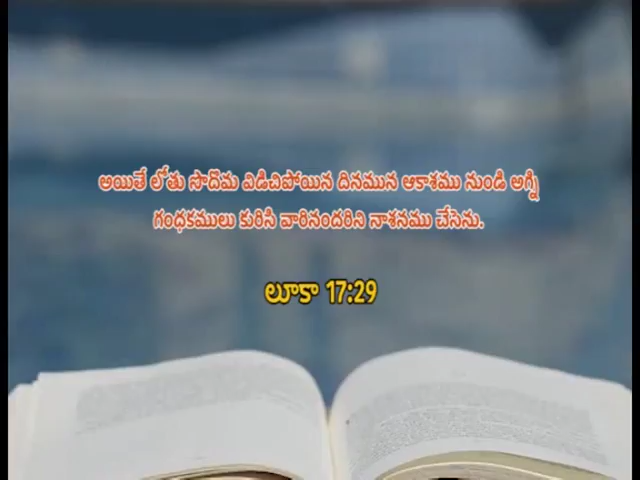 అయితే లోతు సొదొమ విడిచిపోయిన దినమున ఆకాశము నుండి అగ్ని
గంధకములు కురిసి వారినందరిని నాశనము చేసెను.
లూకా 17:29